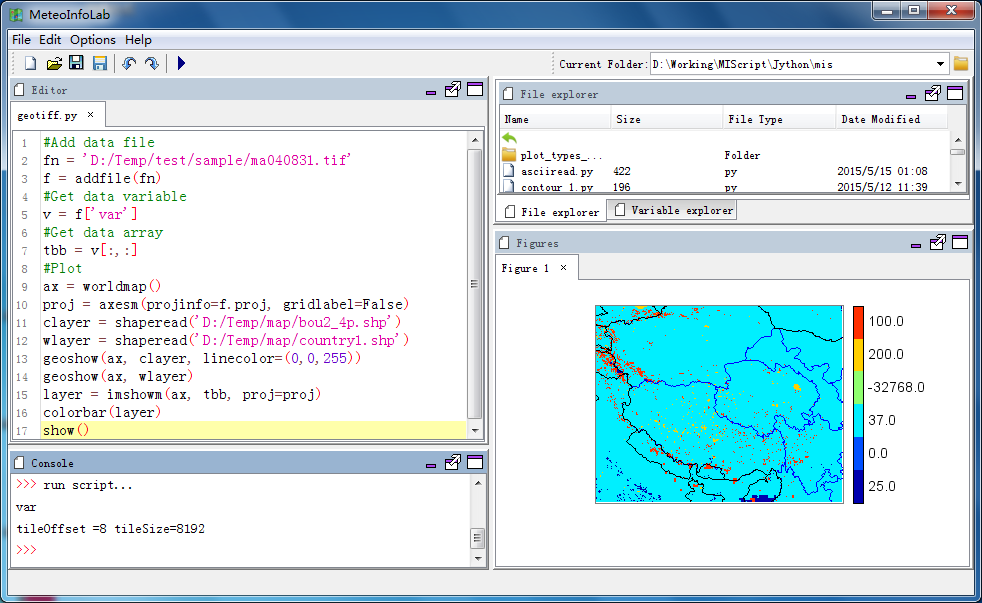 MeteoInfoLab
File Edit Options Help
Current Folder: D:\Working\MIScript\Jython\mis
Editor
geotiff.py ×
1 #Add data file
2 fn = 'D:/Temp/test/sample/ma040831.tif'
3 f = addfile(fn)
4 #Get data variable
5 v = f['var']
6 #Get data array
7 tbb = v[:,:]
8 #Plot
9 ax = worldmap()
10 proj = axesm(projinfo=f.proj, gridlabel=False)
11 clayer = shaperead('D:/Temp/map/bou2_4p.shp')
12 wlayer = shaperead('D:/Temp/map/country1.shp')
13 geoshow(ax, clayer, linecolor=(0,0,255))
14 geoshow(ax, wlayer)
15 layer = imshowm(ax, tbb, proj=proj)
16 colorbar(layer)
17 show()
Console
>>> run script...
var
tileOffset =8 tileSize=8192
>>>
File explorer
Name Size File Type Date Modified
plot_types_... Folder
asciiread.py 422 py 2015/5/15 01:08
contour_1.py 196 py 2015/5/12 11:39
File explorer Variable explorer
Figures
Figure 1 ×
100.0
200.0
-32768.0
37.0
0.0
25.0